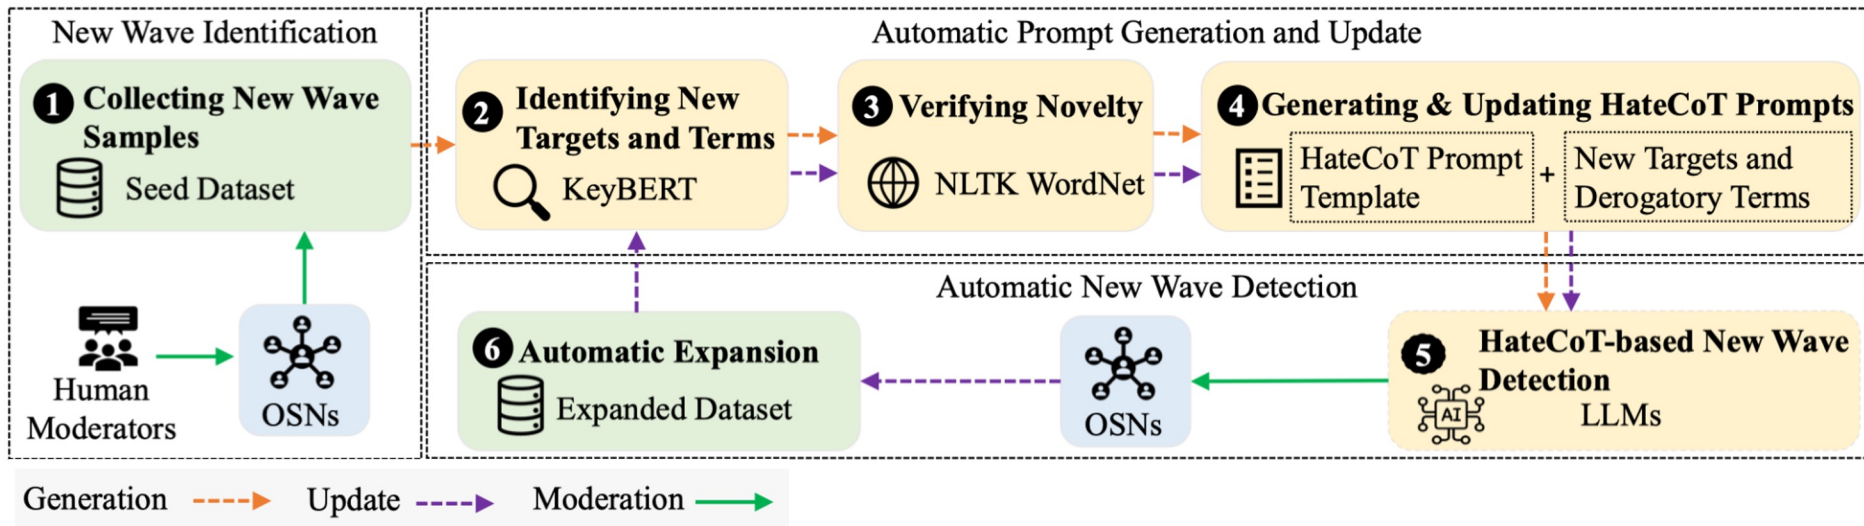 New Wave Identification
1 Collecting New Wave
Samples
Seed Dataset
Human
Moderators
OSNs
Automatic Prompt Generation and Update
2 Identifying New
Targets and Terms
KeyBERT
3 Verifying Novelty
NLTK WordNet
4 Generating & Updating HateCoT Prompts
HateCoT Prompt
Template
+
New Targets and
Derogatory Terms
Automatic New Wave Detection
5 HateCoT-based New Wave
Detection
AI
LLMs
OSNs
6 Automatic Expansion
Expanded Dataset
Generation
Update
Moderation